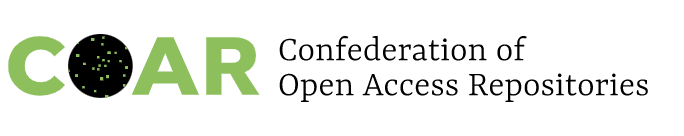 COAR
Confederation of
Open Access Repositories